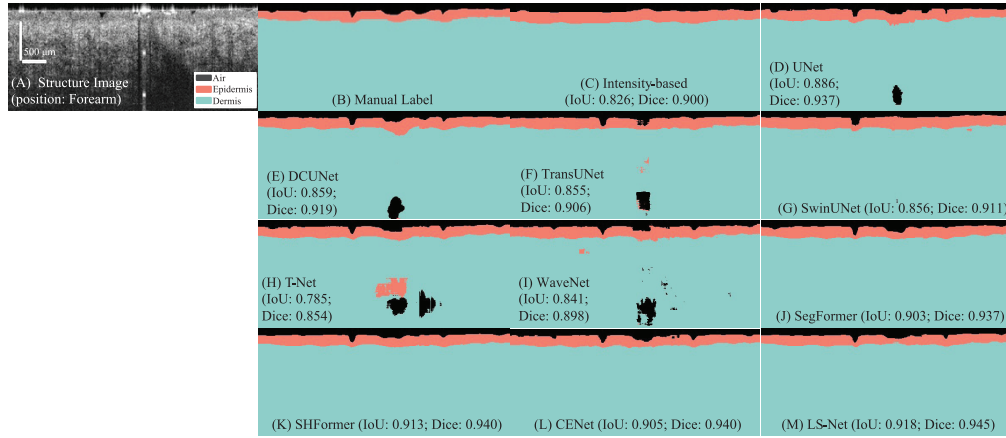 500 μm
(A) Structure Image
(position: Forearm)
Air
Epidermis
Dermis
(B) Manual Label
(C) Intensity-based
(IoU: 0.826; Dice: 0.900)
(D) UNet
(IoU: 0.886;
Dice: 0.937)
(E) DCUNet
(IoU: 0.859;
Dice: 0.919)
(F) TransUNet
(IoU: 0.855;
Dice: 0.906)
(G) SwinUNet (IoU: 0.856; Dice: 0.911)
(H) T-Net
(IoU: 0.785;
Dice: 0.854)
(I) WaveNet
(IoU: 0.841;
Dice: 0.898)
(J) SegFormer (IoU: 0.903; Dice: 0.937)
(K) SHFormer (IoU: 0.913; Dice: 0.940)
(L) CENet (IoU: 0.905; Dice: 0.940)
(M) LS-Net (IoU: 0.918; Dice: 0.945)